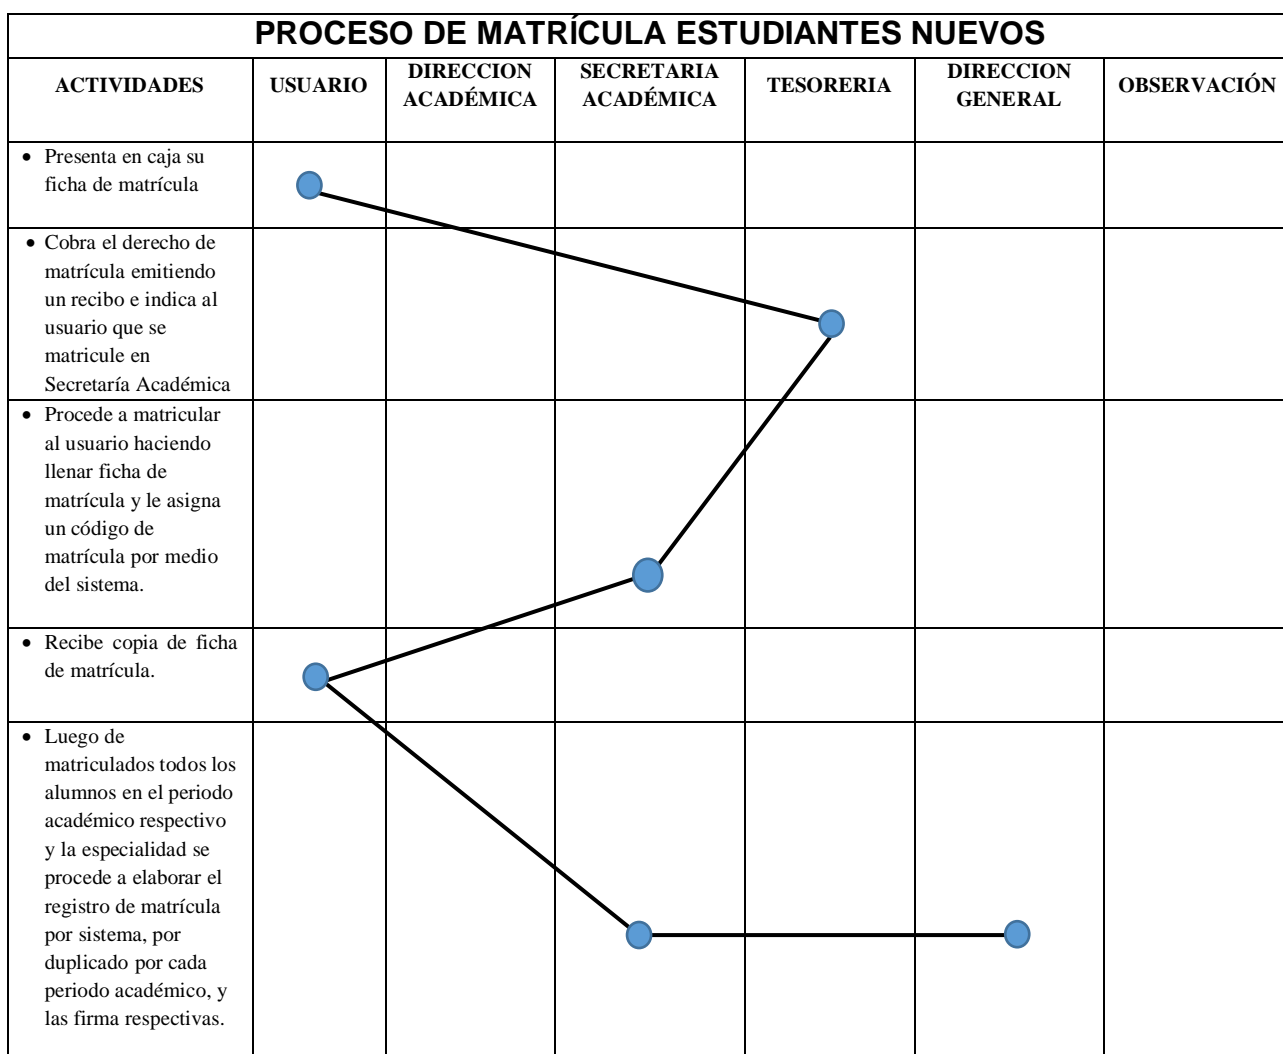 PROCESO DE MATRÍCULA ESTUDIANTES NUEVOS
ACTIVIDADES
USUARIO
DIRECCION
ACADÉMICA
SECRETARIA
ACADÉMICA
TESORERIA
DIRECCION
GENERAL
OBSERVACIÓN
• Presenta en caja su
ficha de matrícula
• Cobra el derecho de
matrícula emitiendo
un recibo e indica al
usuario que se
matricule en
Secretaría Académica
• Procede a matricular
al usuario haciendo
llenar ficha de
matrícula y le asigna
un código de
matrícula por medio
del sistema.
• Recibe copia de ficha
de matrícula.
• Luego de
matriculados todos los
alumnos en el periodo
académico respectivo
y la especialidad se
procede a elaborar el
registro de matrícula
por sistema, por
duplicado por cada
periodo académico, y
las firma respectivas.